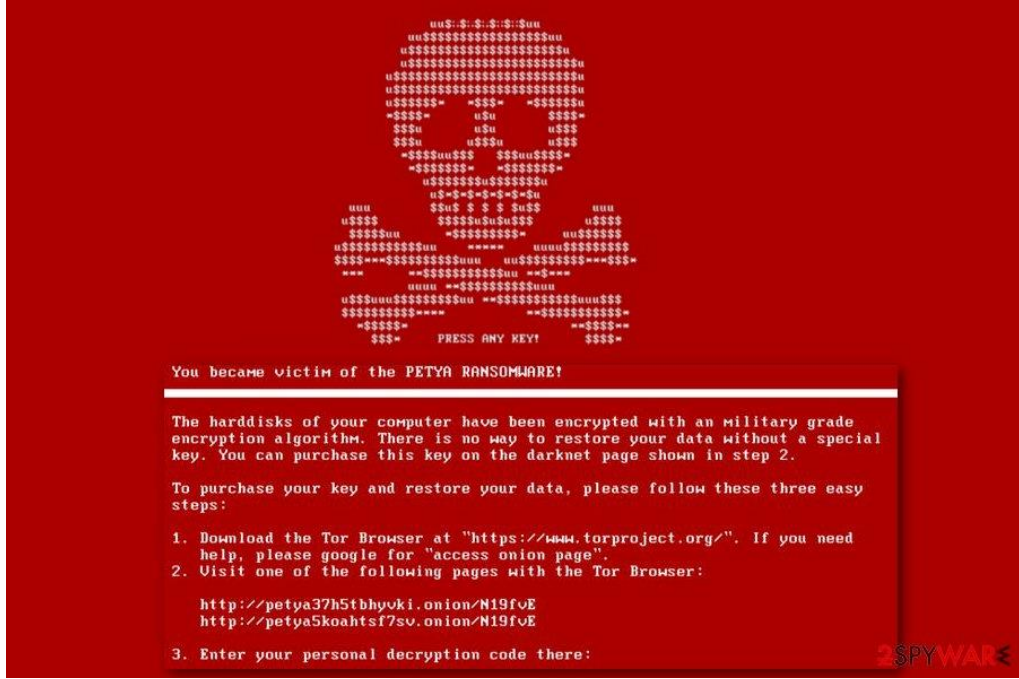 PRESS ANY KEY!
You became victim of the PETYA RANSOMWARE!
The harddisks of your computer have been encrypted with an military grade
encryption algorithm. There is no way to restore your data without a special
key. You can purchase this key on the darknet page shown in step 2.
To purchase your key and restore your data, please follow these three easy
steps:
1. Download the Tor Browser at "https://www.torproject.org/". If you need
help, please google for "access onion page".
2. Visit one of the following pages with the Tor Browser:
http://petya37h5tbhyvki.onion/N19fvE
http://petya5koahtsf7sv.onion/N19fvE
3. Enter your personal decryption code there:
2SPYWARE